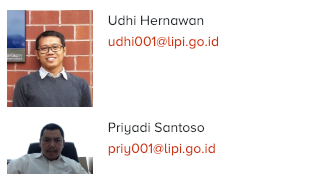 Udhi Hernawan
udhi001@lipi.go.id
Priyadi Santoso
priy001@lipi.go.id